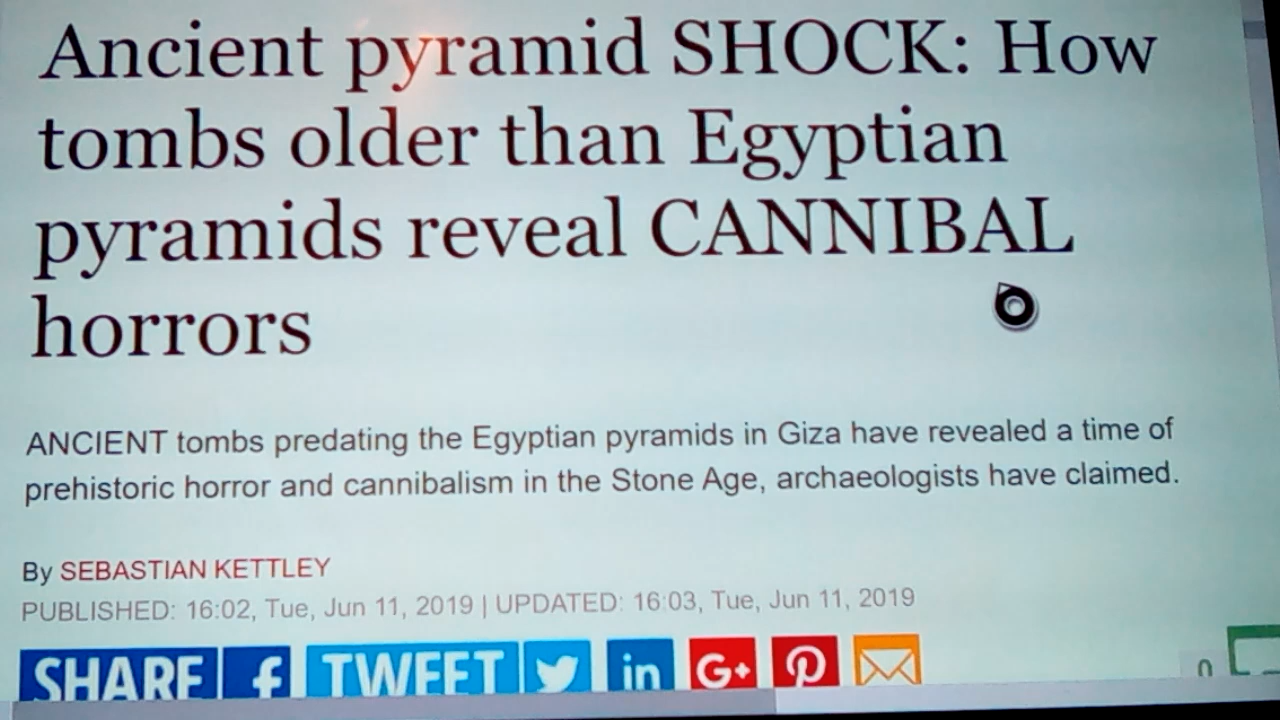 Ancient pyramid SHOCK: How
tombs older than Egyptian
pyramids reveal CANNIBAL
horrors
ANCIENT tombs predating the Egyptian pyramids in Giza have revealed a time of
prehistoric horror and cannibalism in the Stone Age, archaeologists have claimed.
By SEBASTIAN KETTLEY
PUBLISHED: 16:02, Tue, Jun 11, 2019 | UPDATED: 16:03, Tue, Jun 11, 2019
SHARE f TWEET in G+ 0